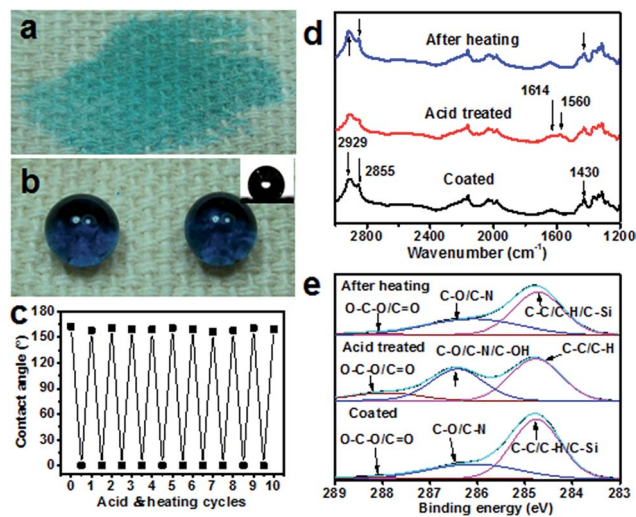 a
b
c
Contact angle (°)
180
150
120
90
60
30
0
0 1 2 3 4 5 6 7 8 9 10
Acid & heating cycles
d
After heating
Acid treated
1614
1560
2929
2855
1430
Coated
2800 2400 2000 1600 1200
Wavenumber (cm-1)
e
After heating
O-C-O/C=O
C-O/C-N
C-C/C-H/C-Si
Acid treated
O-C-O/C=O
C-O/C-N/C-OH
C-C/C-H
Coated
O-C-O/C=O
C-O/C-N
C-C/C-H/C-Si
289 288 287 286 285 284 283
Binding energy (eV)